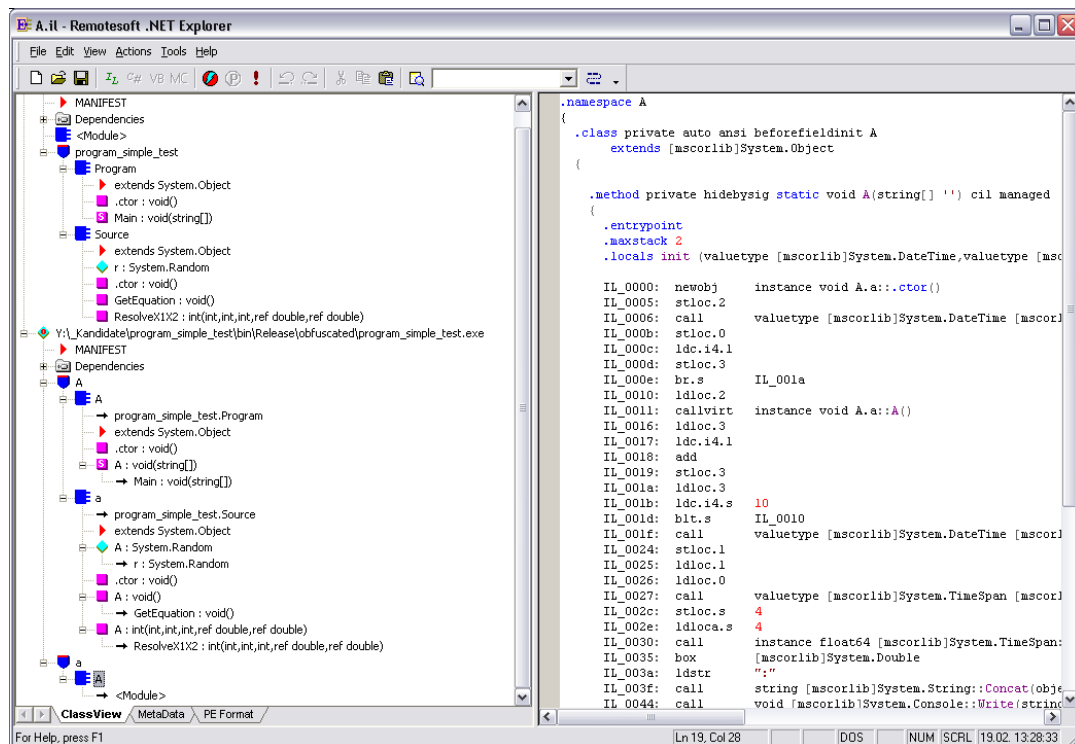 A.il - Remotesoft .NET Explorer
File Edit View Actions Tools Help
IL C# VB MC P !
MANIFEST
Dependencies
<Module>
program_simple_test
Program
extends System.Object
.ctor : void()
S Main : void(string[])
Source
extends System.Object
r : System.Random
.ctor : void()
GetEquation : void()
ResolveX1X2 : int(int,int,int,ref double,ref double)
Y:\_Kandidate\program_simple_test\bin\Release\obfuscated\program_simple_test.exe
MANIFEST
Dependencies
A
A
program_simple_test.Program
extends System.Object
.ctor : void()
S A : void(string[])
Main : void(string[])
a
program_simple_test.Source
extends System.Object
A : System.Random
r : System.Random
.ctor : void()
A : void()
GetEquation : void()
A : int(int,int,int,ref double,ref double)
ResolveX1X2 : int(int,int,int,ref double,ref double)
a
A
<Module>
ClassView MetaData PE Format
.namespace A
{
.class private auto ansi beforefieldinit A
extends [mscorlib]System.Object
{
.method private hidebysig static void A(string[] '') cil managed
{
.entrypoint
.maxstack 2
.locals init (valuetype [mscorlib]System.DateTime,valuetype [msc
IL_0000: newobj instance void A.a::.ctor()
IL_0005: stloc.2
IL_0006: call valuetype [mscorlib]System.DateTime [mscorl
IL_000b: stloc.0
IL_000c: ldc.i4.1
IL_000d: stloc.3
IL_000e: br.s IL_001a
IL_0010: ldloc.2
IL_0011: callvirt instance void A.a::A()
IL_0016: ldloc.3
IL_0017: ldc.i4.1
IL_0018: add
IL_0019: stloc.3
IL_001a: ldloc.3
IL_001b: ldc.i4.s 10
IL_001d: blt.s IL_0010
IL_001f: call valuetype [mscorlib]System.DateTime [mscorl
IL_0024: stloc.1
IL_0025: ldloc.1
IL_0026: ldloc.0
IL_0027: call valuetype [mscorlib]System.TimeSpan [mscorl
IL_002c: stloc.s 4
IL_002e: ldloca.s 4
IL_0030: call instance float64 [mscorlib]System.TimeSpan:
IL_0035: box [mscorlib]System.Double
IL_003a: ldstr ":"
IL_003f: call string [mscorlib]System.String::Concat(obje
IL_0044: call void [mscorlib]System.Console::Write(string
For Help, press F1
Ln 19, Col 28 DOS NUM SCRL 19.02. 13:28:33